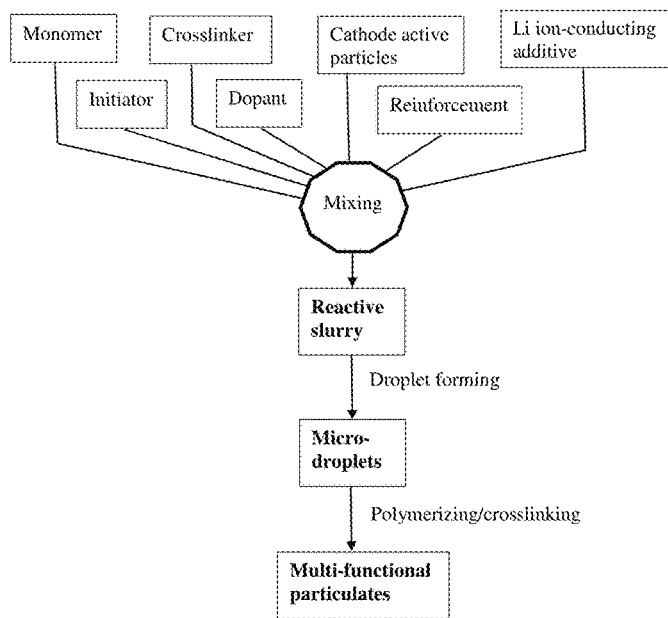 Monomer
Crosslinker
Cathode active
particles
Li ion-conducting
additive
Initiator
Dopant
Reinforcement
Mixing
Reactive
slurry
Droplet forming
Micro-
droplets
Polymerizing/crosslinking
Multi-functional
particulates